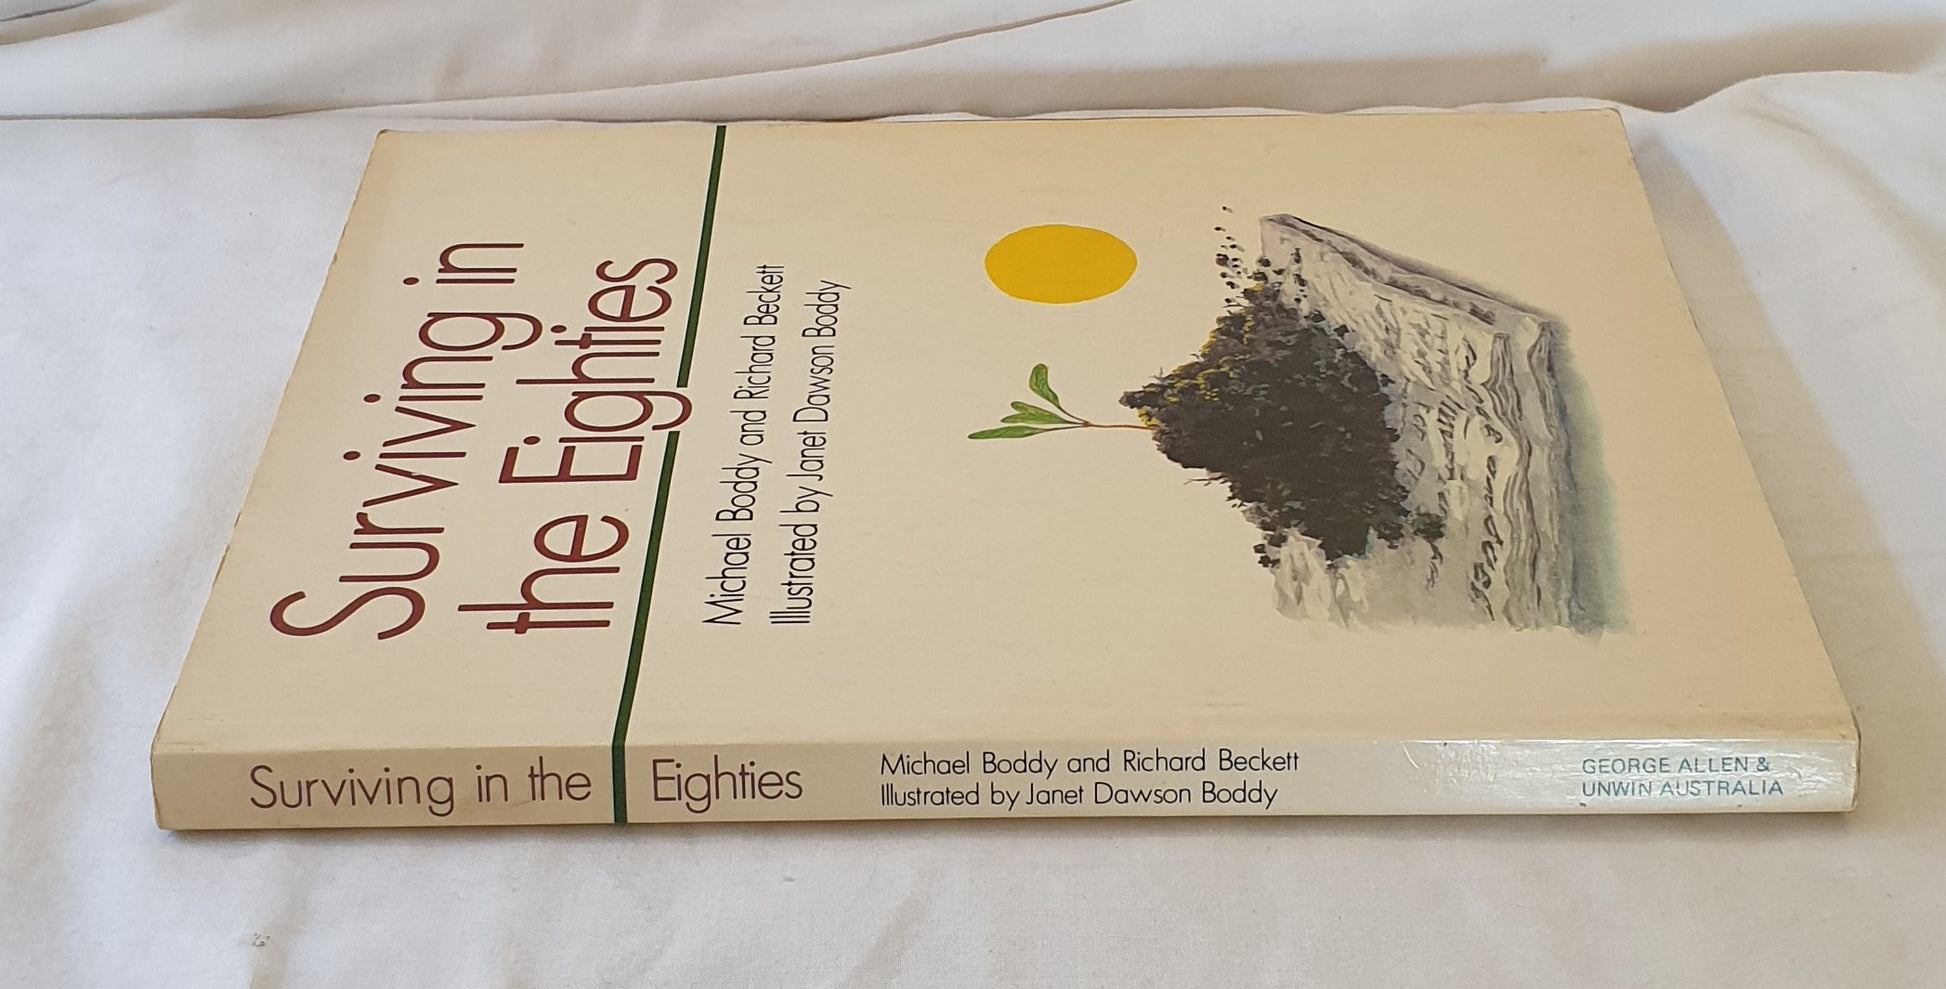 Surviving in
the Eighties
Michael Boddy and Richard Beckett
Illustrated by Janet Dawson Boddy
Surviving in the Eighties
Michael Boddy and Richard Beckett
Illustrated by Janet Dawson Boddy
GEORGE ALLEN &
UNWIN AUSTRALIA